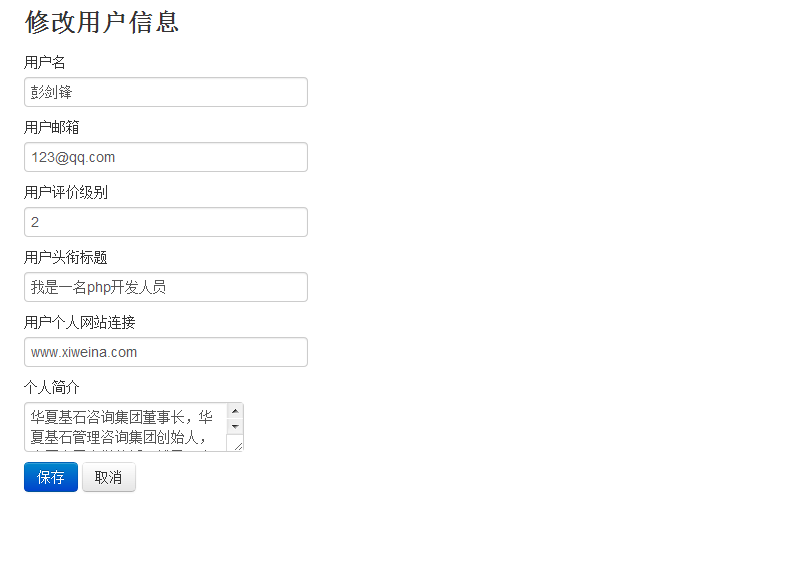 修改用户信息
用户名
彭剑锋
用户邮箱
123@qq.com
用户评价级别
2
用户头衔标题
我是一名php开发人员
用户个人网站连接
www.xiweina.com
个人简介
华夏基石咨询集团董事长，华
夏基石管理咨询集团创始人，
保存 取消